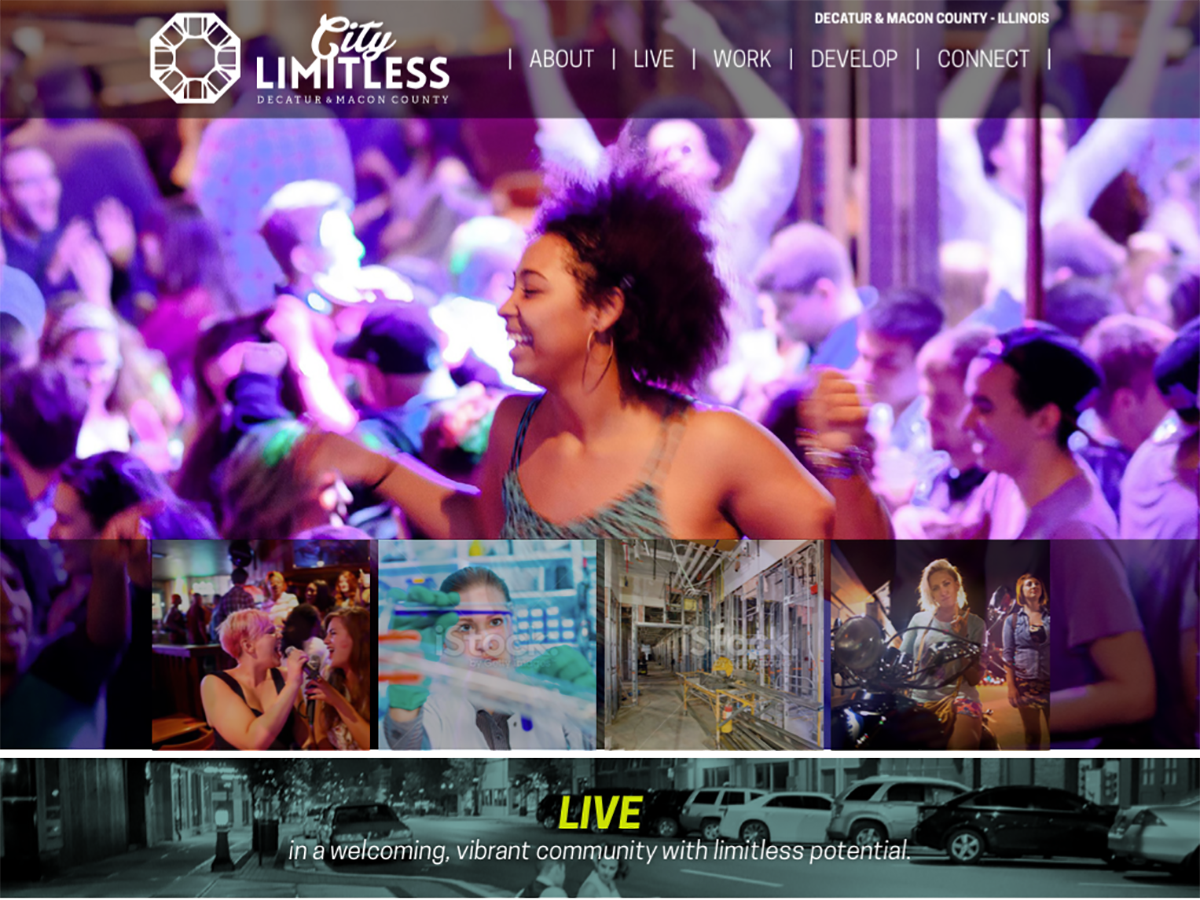 DECATUR & MACON COUNTY - ILLINOIS
City
LIMITLESS
DECATUR & MACON COUNTY
| ABOUT | LIVE | WORK | DEVELOP | CONNECT |
iStock
iStock
LIVE
in a welcoming, vibrant community with limitless potential.